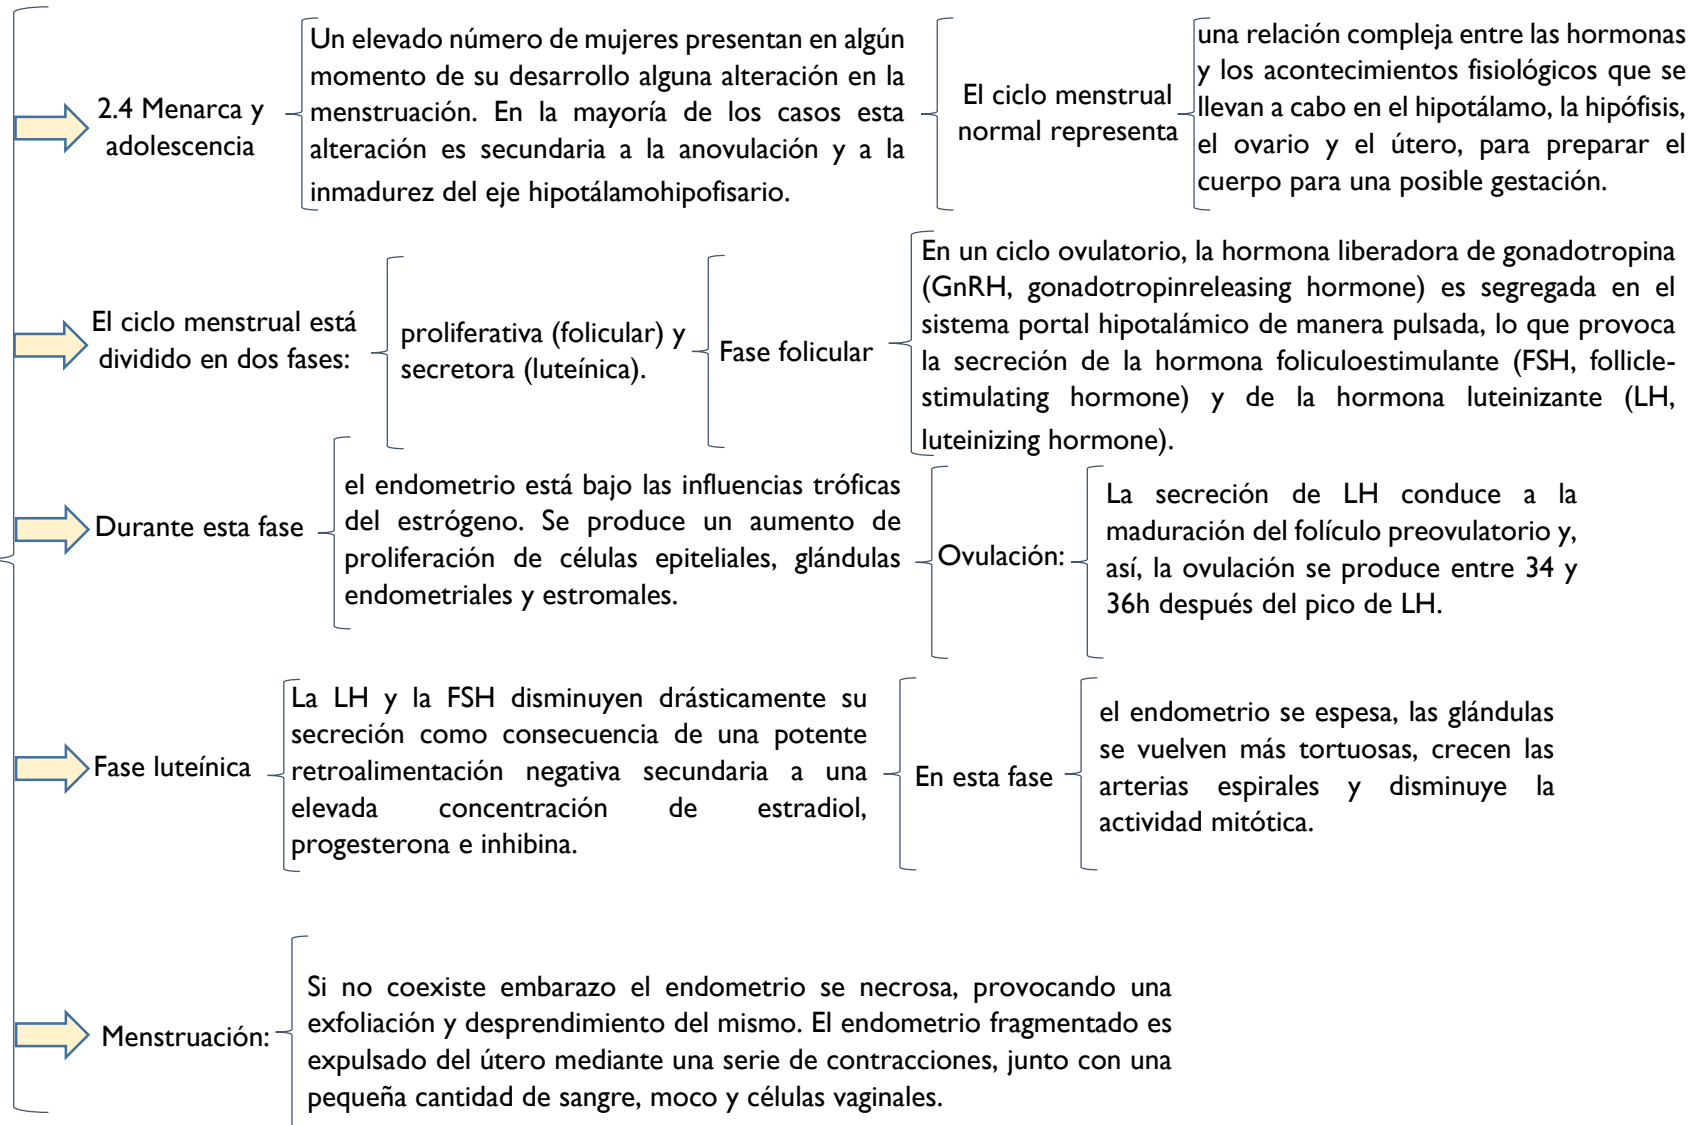 2.4 Menarca y
adolescencia
Un elevado número de mujeres presentan en algún
momento de su desarrollo alguna alteración en la
menstruación. En la mayoría de los casos esta
alteración es secundaria a la anovulación y a la
inmadurez del eje hipotálamohipofisario.
El ciclo menstrual
normal representa
una relación compleja entre las hormonas
y los acontecimientos fisiológicos que se
llevan a cabo en el hipotálamo, la hipófisis,
el ovario y el útero, para preparar el
cuerpo para una posible gestación.
El ciclo menstrual está
dividido en dos fases:
proliferativa (folicular) y
secretora (luteínica).
Fase folicular
En un ciclo ovulatorio, la hormona liberadora de gonadotropina
(GnRH, gonadotropinreleasing hormone) es segregada en el
sistema portal hipotalámico de manera pulsada, lo que provoca
la secreción de la hormona foliculoestimulante (FSH, follicle-
stimulating hormone) y de la hormona luteinizante (LH,
luteinizing hormone).
Durante esta fase
el endometrio está bajo las influencias tróficas
del estrógeno. Se produce un aumento de
proliferación de células epiteliales, glándulas
endometriales y estromales.
Ovulación:
La secreción de LH conduce a la
maduración del folículo preovulatorio y,
así, la ovulación se produce entre 34 y
36h después del pico de LH.
Fase luteínica
La LH y la FSH disminuyen drásticamente su
secreción como consecuencia de una potente
retroalimentación negativa secundaria a una
elevada concentración de estradiol,
progesterona e inhibina.
En esta fase
el endometrio se espesa, las glándulas
se vuelven más tortuosas, crecen las
arterias espirales y disminuye la
actividad mitótica.
Menstruación:
Si no coexiste embarazo el endometrio se necrosa, provocando una
exfoliación y desprendimiento del mismo. El endometrio fragmentado es
expulsado del útero mediante una serie de contracciones, junto con una
pequeña cantidad de sangre, moco y células vaginales.